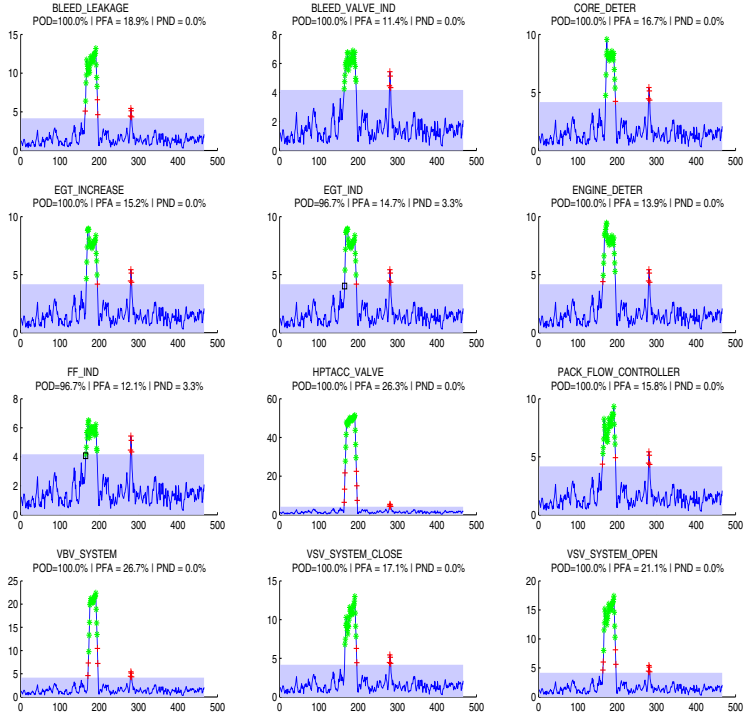 BLEED_LEAKAGE
POD=100.0% | PFA = 18.9% | PND = 0.0%
15
10
5
0
0 100 200 300 400 500
BLEED_VALVE_IND
POD=100.0% | PFA = 11.4% | PND = 0.0%
8
6
4
2
0
0 100 200 300 400 500
CORE_DETER
POD=100.0% | PFA = 16.7% | PND = 0.0%
10
5
0
0 100 200 300 400 500
EGT_INCREASE
POD=100.0% | PFA = 15.2% | PND = 0.0%
10
5
0
0 100 200 300 400 500
EGT_IND
POD=96.7% | PFA = 14.7% | PND = 3.3%
10
5
0
0 100 200 300 400 500
ENGINE_DETER
POD=100.0% | PFA = 13.9% | PND = 0.0%
10
5
0
0 100 200 300 400 500
FF_IND
POD=96.7% | PFA = 12.1% | PND = 3.3%
8
6
4
2
0
0 100 200 300 400 500
HPTACC_VALVE
POD=100.0% | PFA = 26.3% | PND = 0.0%
60
40
20
0
0 100 200 300 400 500
PACK_FLOW_CONTROLLER
POD=100.0% | PFA = 15.8% | PND = 0.0%
10
5
0
0 100 200 300 400 500
VBV_SYSTEM
POD=100.0% | PFA = 26.7% | PND = 0.0%
25
20
15
10
5
0
0 100 200 300 400 500
VSV_SYSTEM_CLOSE
POD=100.0% | PFA = 17.1% | PND = 0.0%
15
10
5
0
0 100 200 300 400 500
VSV_SYSTEM_OPEN
POD=100.0% | PFA = 21.1% | PND = 0.0%
20
15
10
5
0
0 100 200 300 400 500